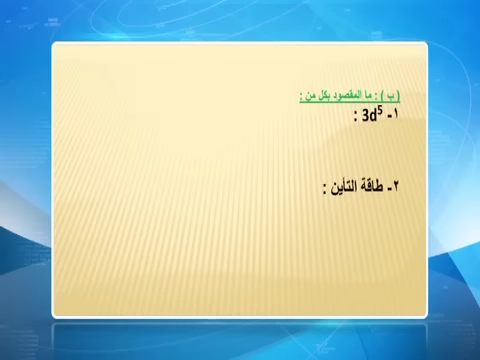 ( ب ) : ما المقصود بكل من :
١- 3d⁵ :
٢- طاقة التأين :